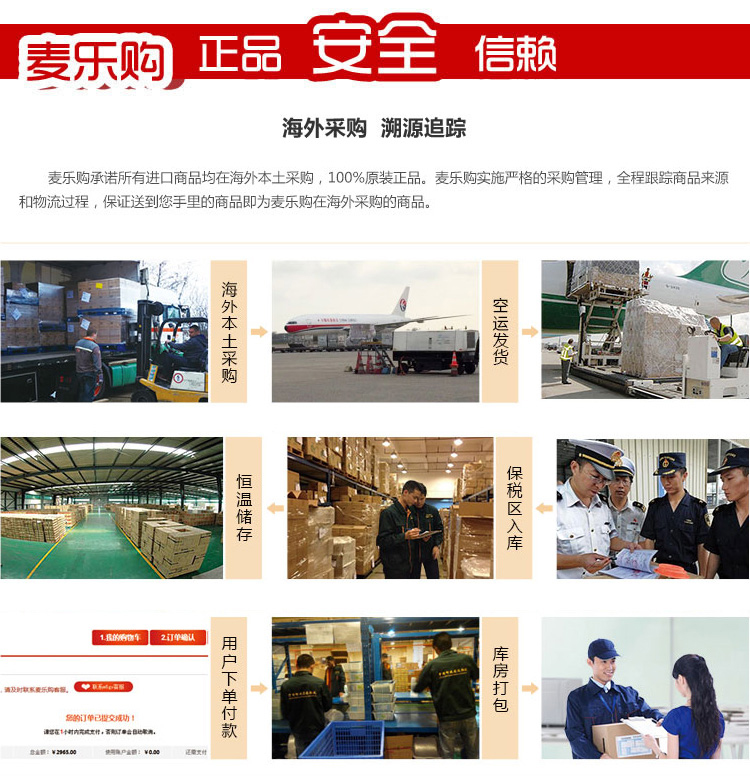 麦乐购 正品 安全 信赖
海外采购 溯源追踪
麦乐购承诺所有进口商品均在海外本土采购，100%原装正品。麦乐购实施严格的采购管理，全程跟踪商品来源
和物流过程，保证送到您手里的商品即为麦乐购在海外采购的商品。
海外本土采购
空运发货
恒温储存
保税区入库
1.我的购物车 2.订单确认
请及时联系麦乐购客服。
您的订单已提交成功！
请您在1小时内完成支付，否则订单会自动取消。
总金额：￥2965.00 使用账户金额：￥0.00 还需支付
用户下单付款
库房打包